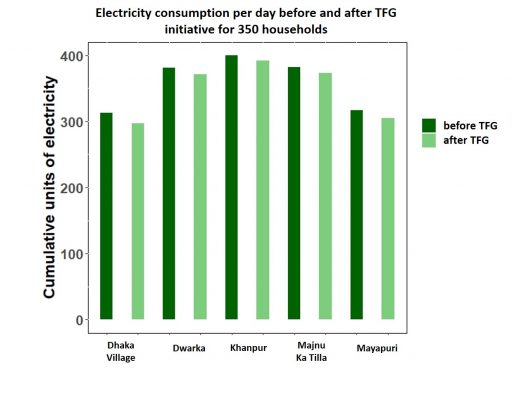 Electricity consumption per day before and after TFG
initiative for 350 households
Cumulative units of electricity
400
300
200
100
0
before TFG
after TFG
Dhaka
Village
Dwarka
Khanpur
Majnu
Ka Tilla
Mayapuri